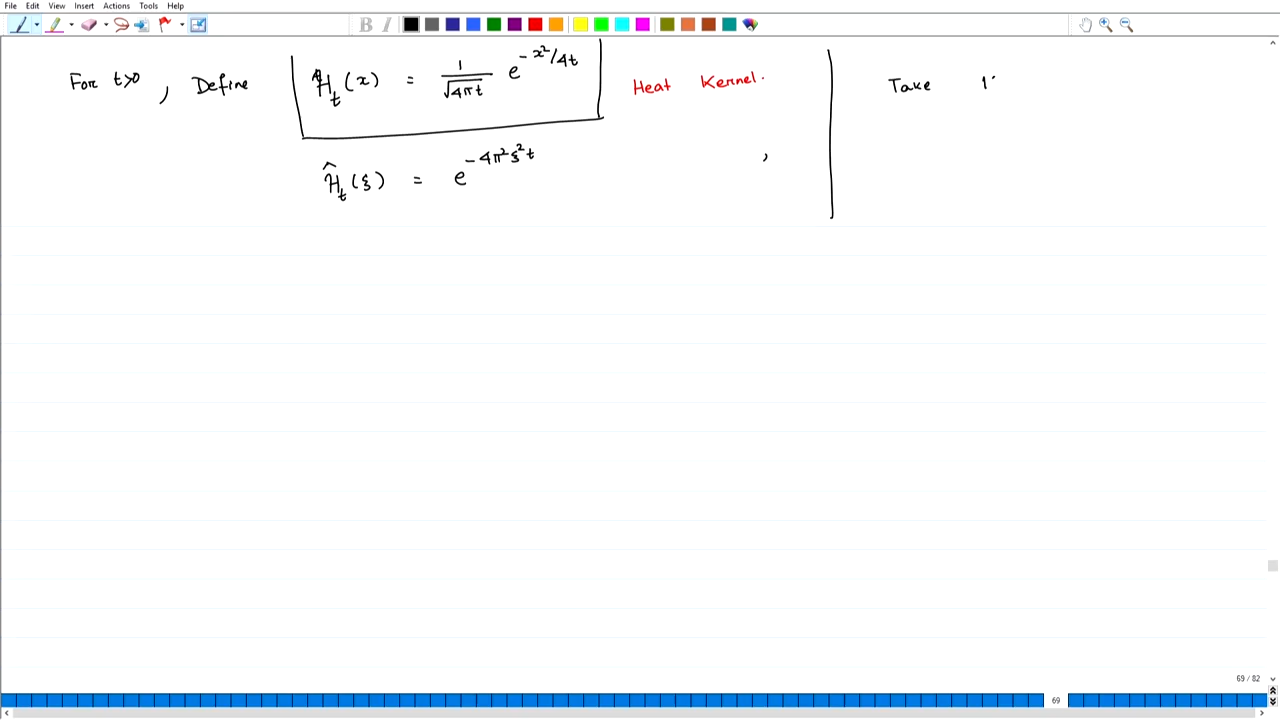 File Edit View Insert Actions Tools Help
B I
For t>0, Define H_t(x) = 1/√4πt e^{-x²/4t} Heat Kernel. Take
Ĥ_t(ξ) = e^{-4π²ξ²t} ,
69 / 82
69